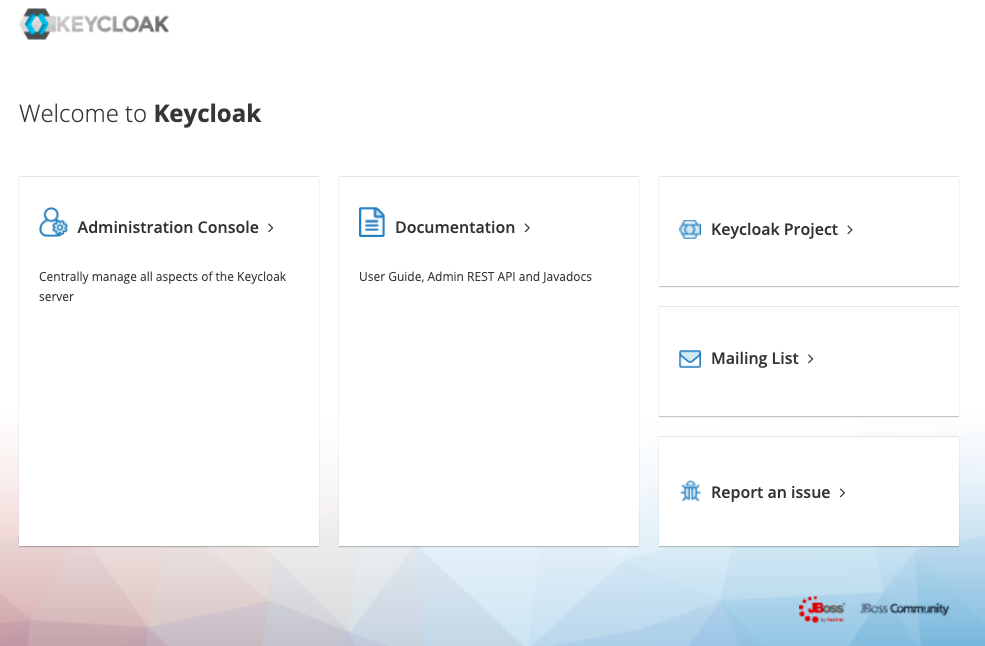 KEYCLOAK
Welcome to Keycloak
Administration Console
Centrally manage all aspects of the Keycloak
server
Documentation
User Guide, Admin REST API and Javadocs
Keycloak Project
Mailing List
Report an issue
JBoss
by Red Hat
JBoss Community